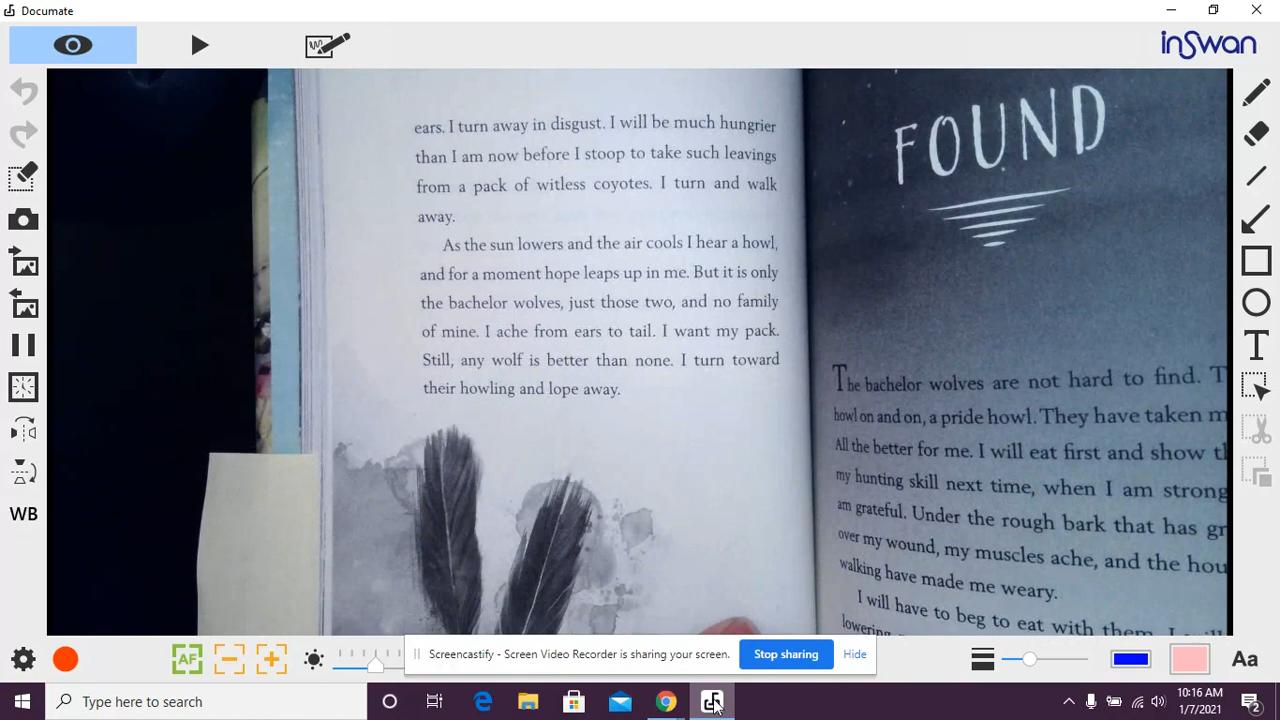 Documate
inSwan
ears. I turn away in disgust. I will be much hungrier
than I am now before I stoop to take such leavings
from a pack of witless coyotes. I turn and walk
away.
As the sun lowers and the air cools I hear a howl,
and for a moment hope leaps up in me. But it is only
the bachelor wolves, just those two, and no family
of mine. I ache from ears to tail. I want my pack.
Still, any wolf is better than none. I turn toward
their howling and lope away.
FOUND
The bachelor wolves are not hard to find. T
howl on and on, a pride howl. They have taken m
All the better for me. I will eat first and show th
my hunting skill next time, when I am strong
am grateful. Under the rough bark that has gr
over my wound, my muscles ache, and the hou
walking have made me weary.
I will have to beg to eat with them. I will
lowering
WB
T
AF
Screencastify - Screen Video Recorder is sharing your screen.
Stop sharing
Hide
Aa
Type here to search
10:16 AM
1/7/2021
2